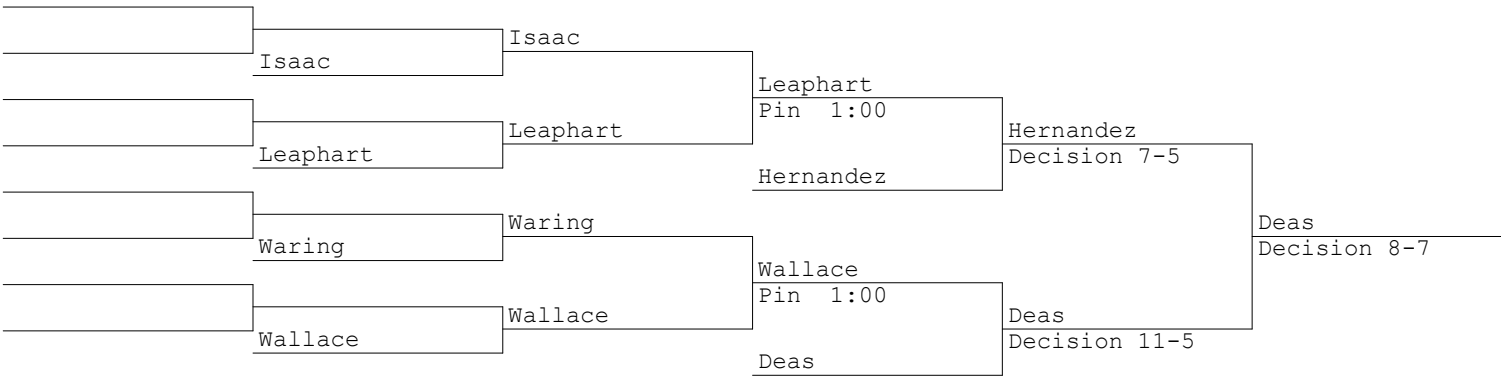 Isaac
Isaac
Leaphart
Pin  1:00
Leaphart
Hernandez
Leaphart
Decision 7-5
Hernandez
Waring
Deas
Waring
Decision 8-7
Wallace
Pin  1:00
Wallace
Deas
Wallace
Decision 11-5
Deas